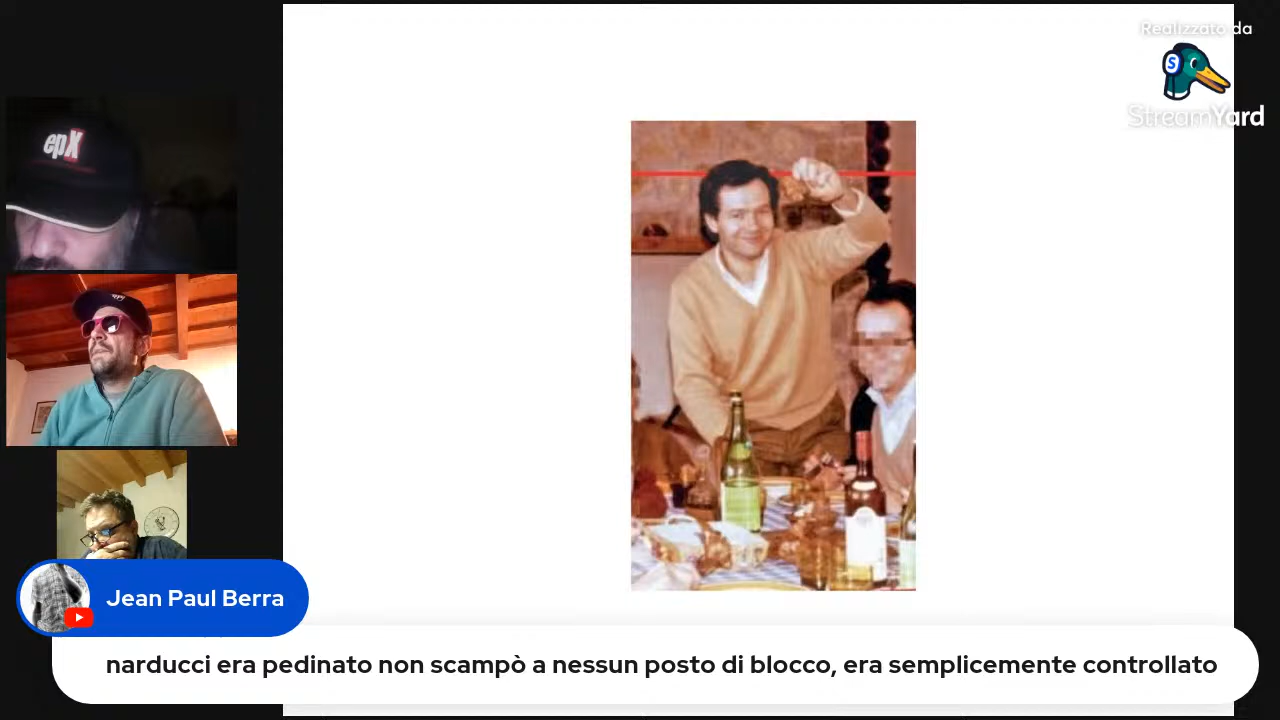 Realizzato da
StreamYard
epX
Jean Paul Berra
narducci era pedinato non scampò a nessun posto di blocco, era semplicemente controllato